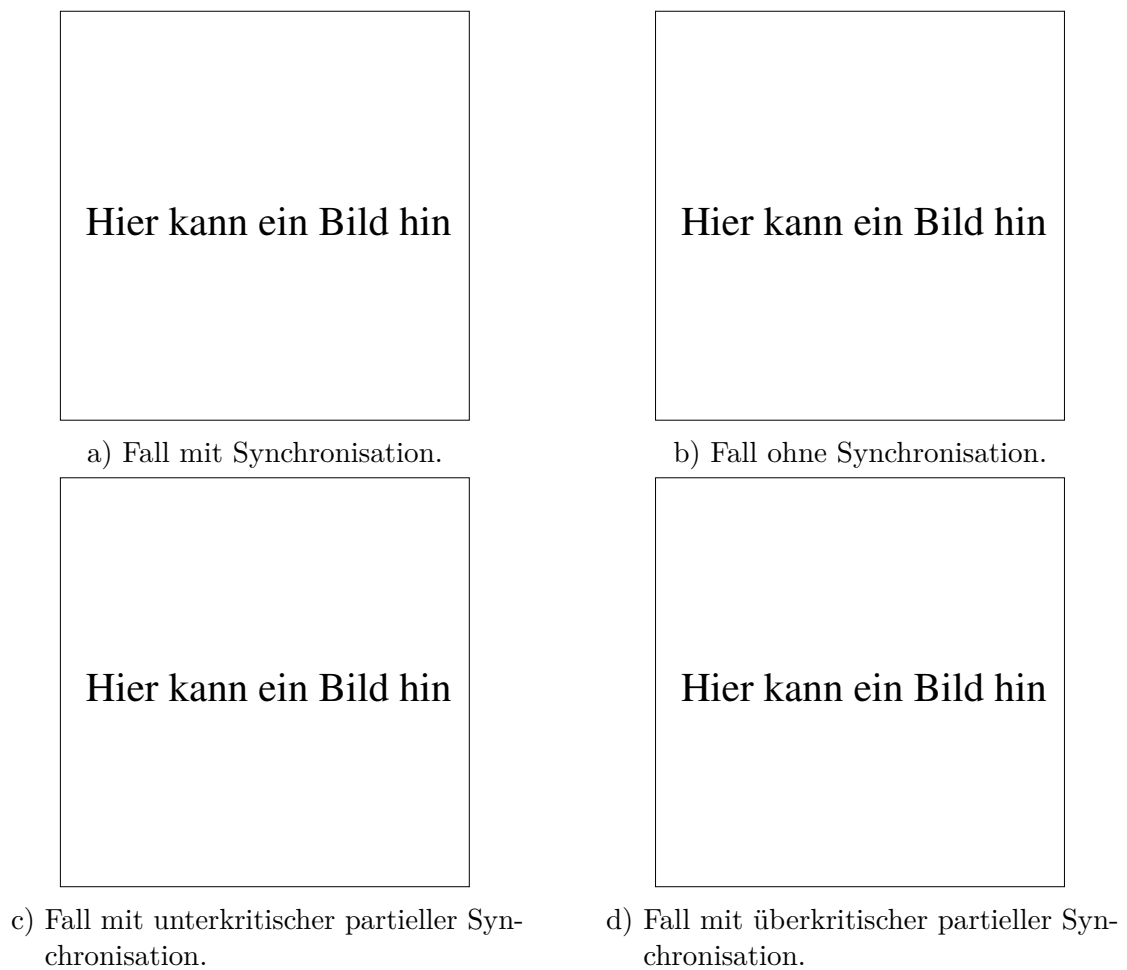 Hier kann ein Bild hin
Hier kann ein Bild hin
a) Fall mit Synchronisation.
b) Fall ohne Synchronisation.
Hier kann ein Bild hin
Hier kann ein Bild hin
c) Fall mit unterkritischer partieller Syn-
chronisation.
d) Fall mit überkritischer partieller Syn-
chronisation.